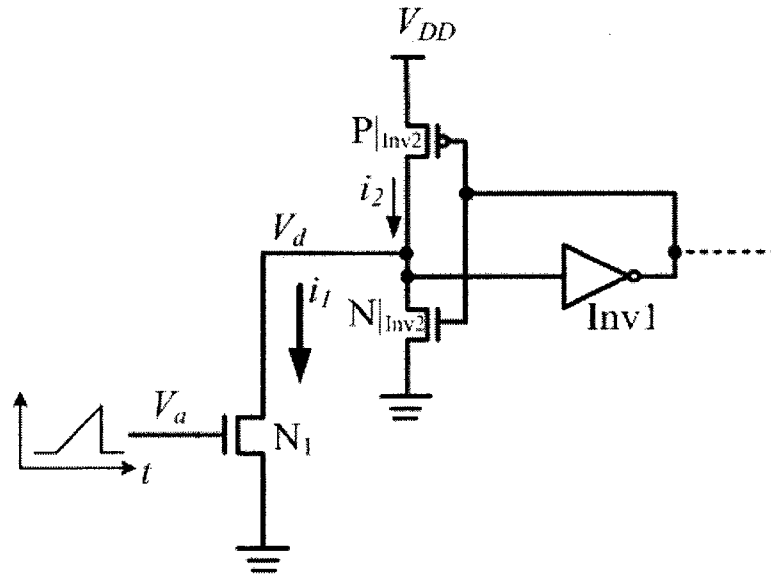 V_DD
P|Inv2
i_2
V_d
i_1
N|Inv2
Inv1
V_a
N_1
t